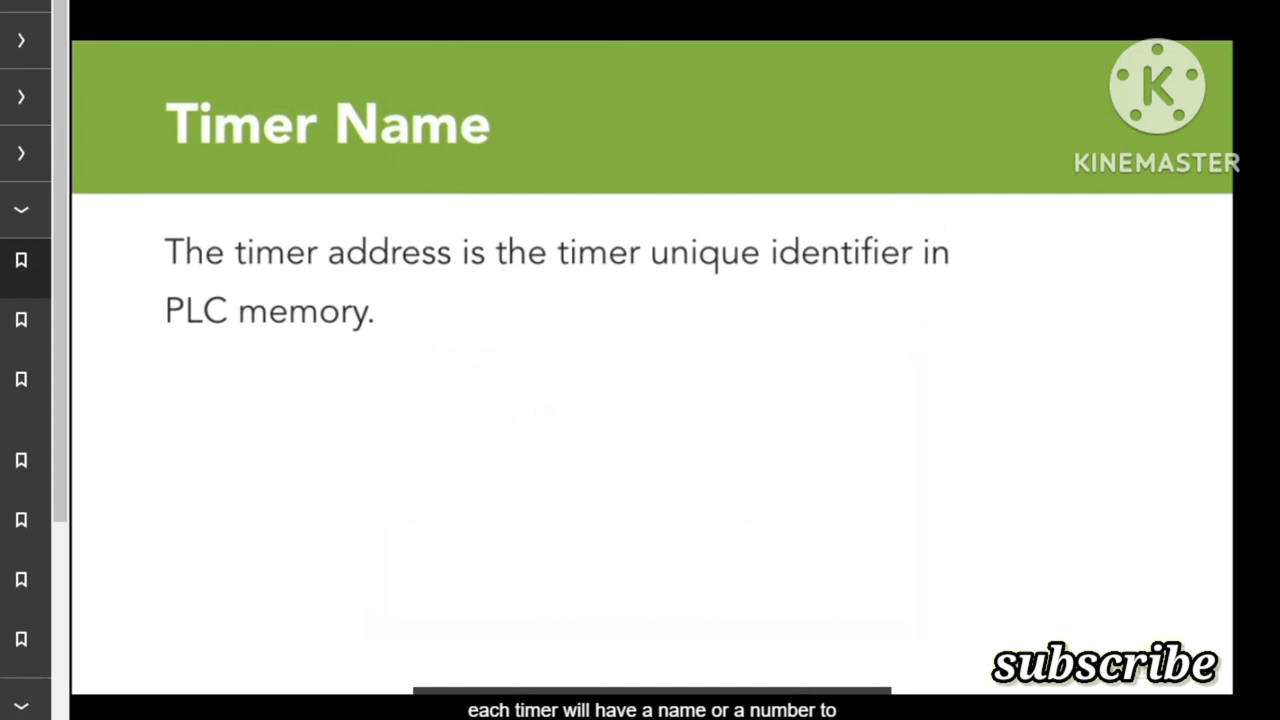 Timer Name
K
KINEMASTER
The timer address is the timer unique identifier in
PLC memory.
subscribe
each timer will have a name or a number to